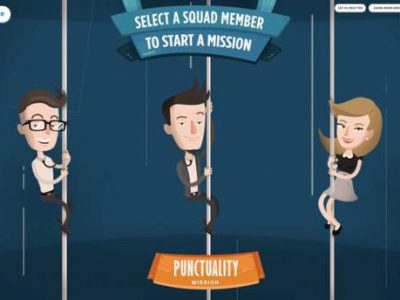 SELECT A SQUAD MEMBER
TO START A MISSION
PUNCTUALITY
MISSION